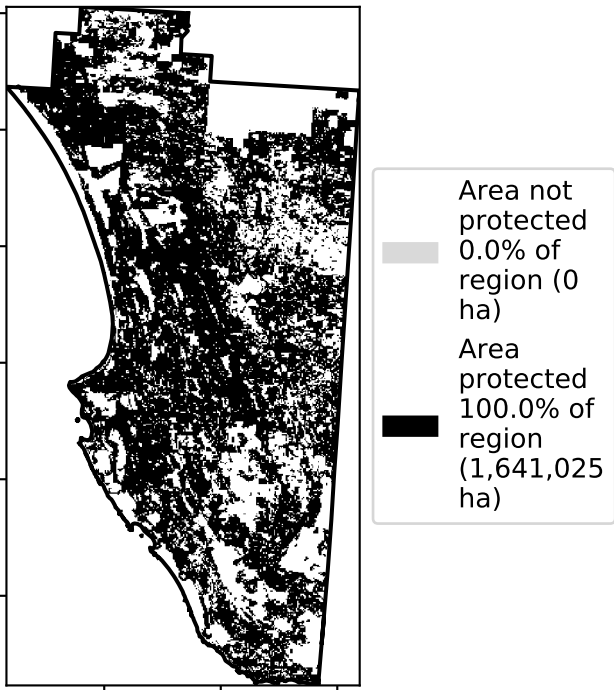 Area not
protected
0.0% of
region (0
ha)
Area
protected
100.0% of
region
(1,641,025
ha)